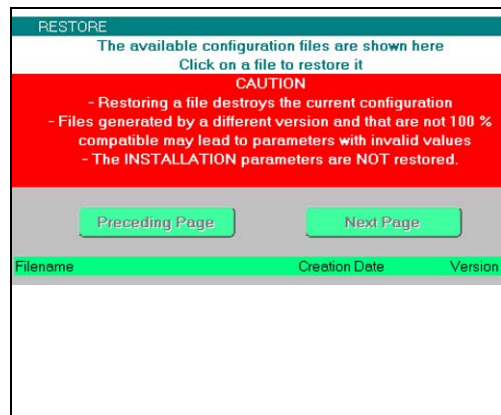 RESTORE
The available configuration files are shown here
Click on a file to restore it
CAUTION
- Restoring a file destroys the current configuration
- Files generated by a different version and that are not 100 %
compatible may lead to parameters with invalid values
- The INSTALLATION parameters are NOT restored.
Preceding Page Next Page
Filename Creation Date Version